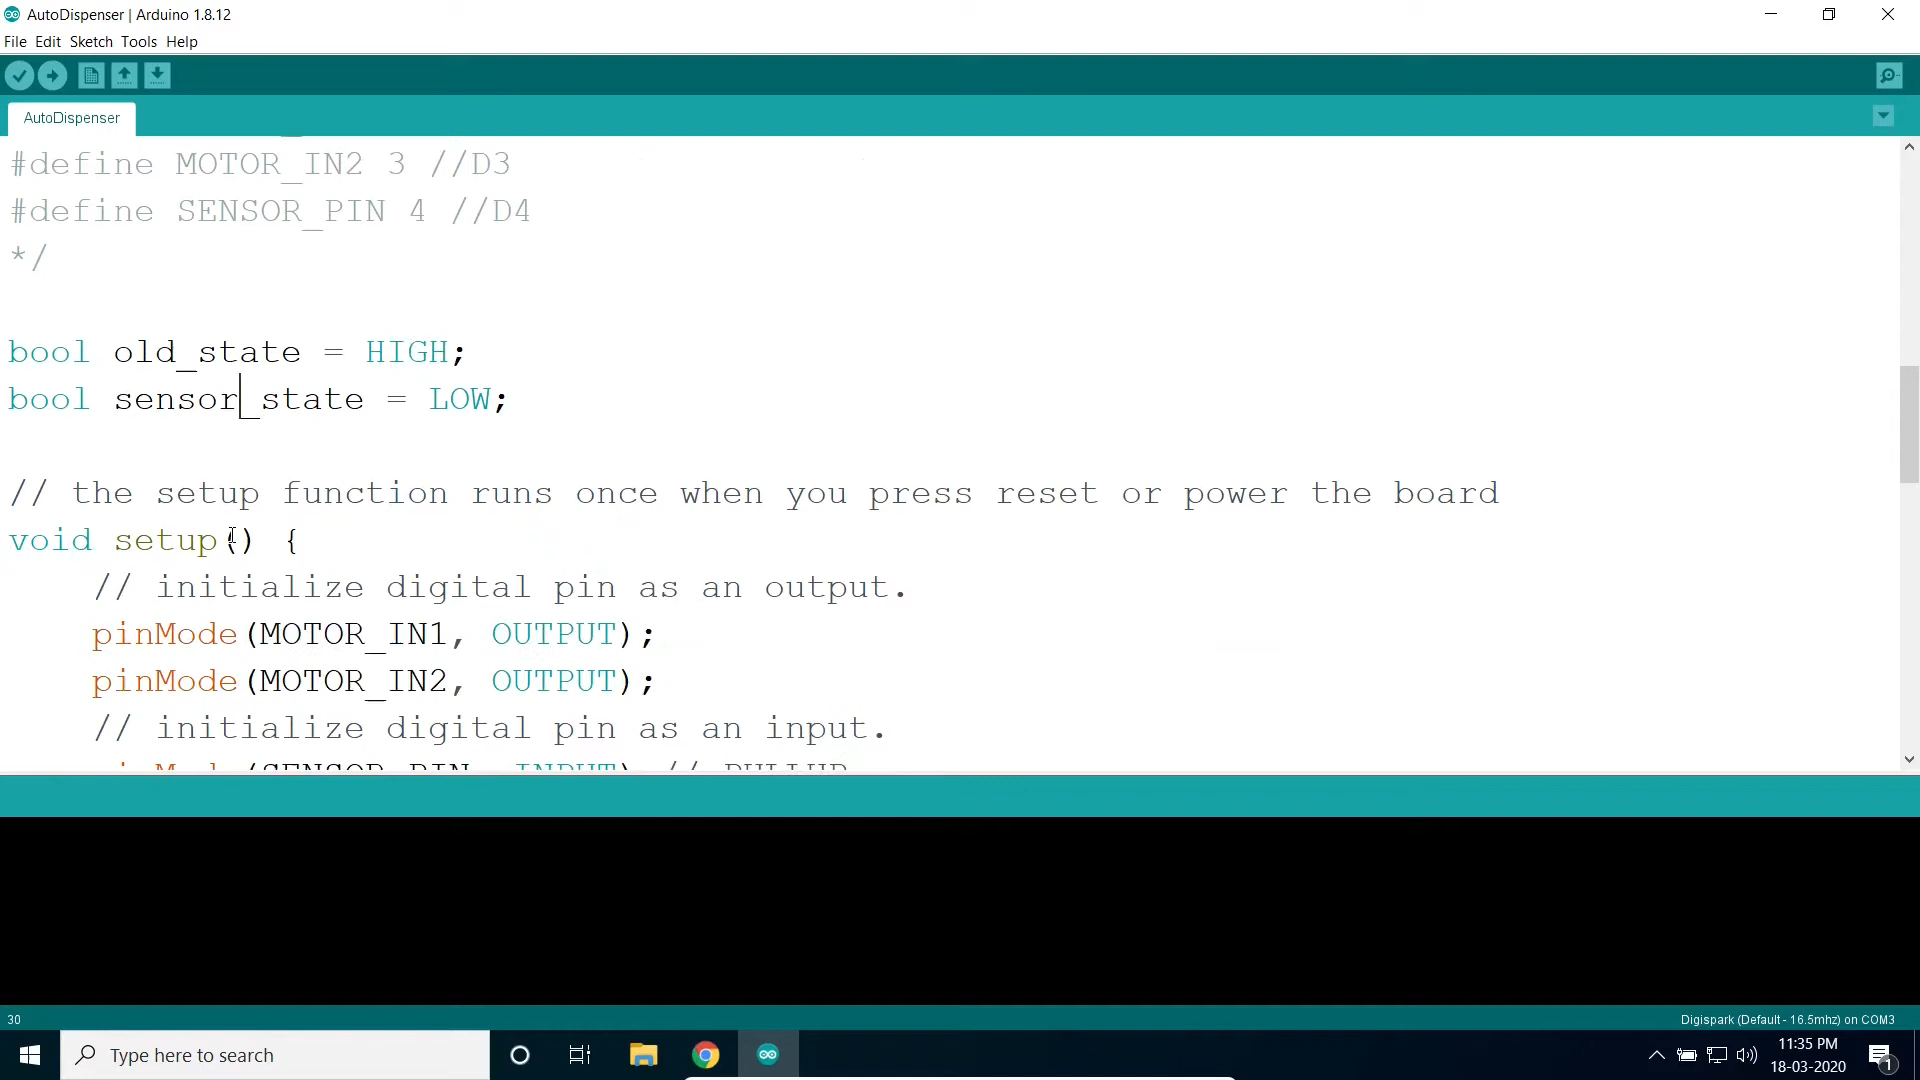 AutoDispenser | Arduino 1.8.12
File Edit Sketch Tools Help
AutoDispenser
#define MOTOR_IN2 3 //D3
#define SENSOR_PIN 4 //D4
*/
bool old_state = HIGH;
bool sensor_state = LOW;
// the setup function runs once when you press reset or power the board
void setup() {
// initialize digital pin as an output.
pinMode(MOTOR_IN1, OUTPUT);
pinMode(MOTOR_IN2, OUTPUT);
// initialize digital pin as an input.
30
Digispark (Default - 16.5mhz) on COM3
Type here to search
11:35 PM
18-03-2020
1